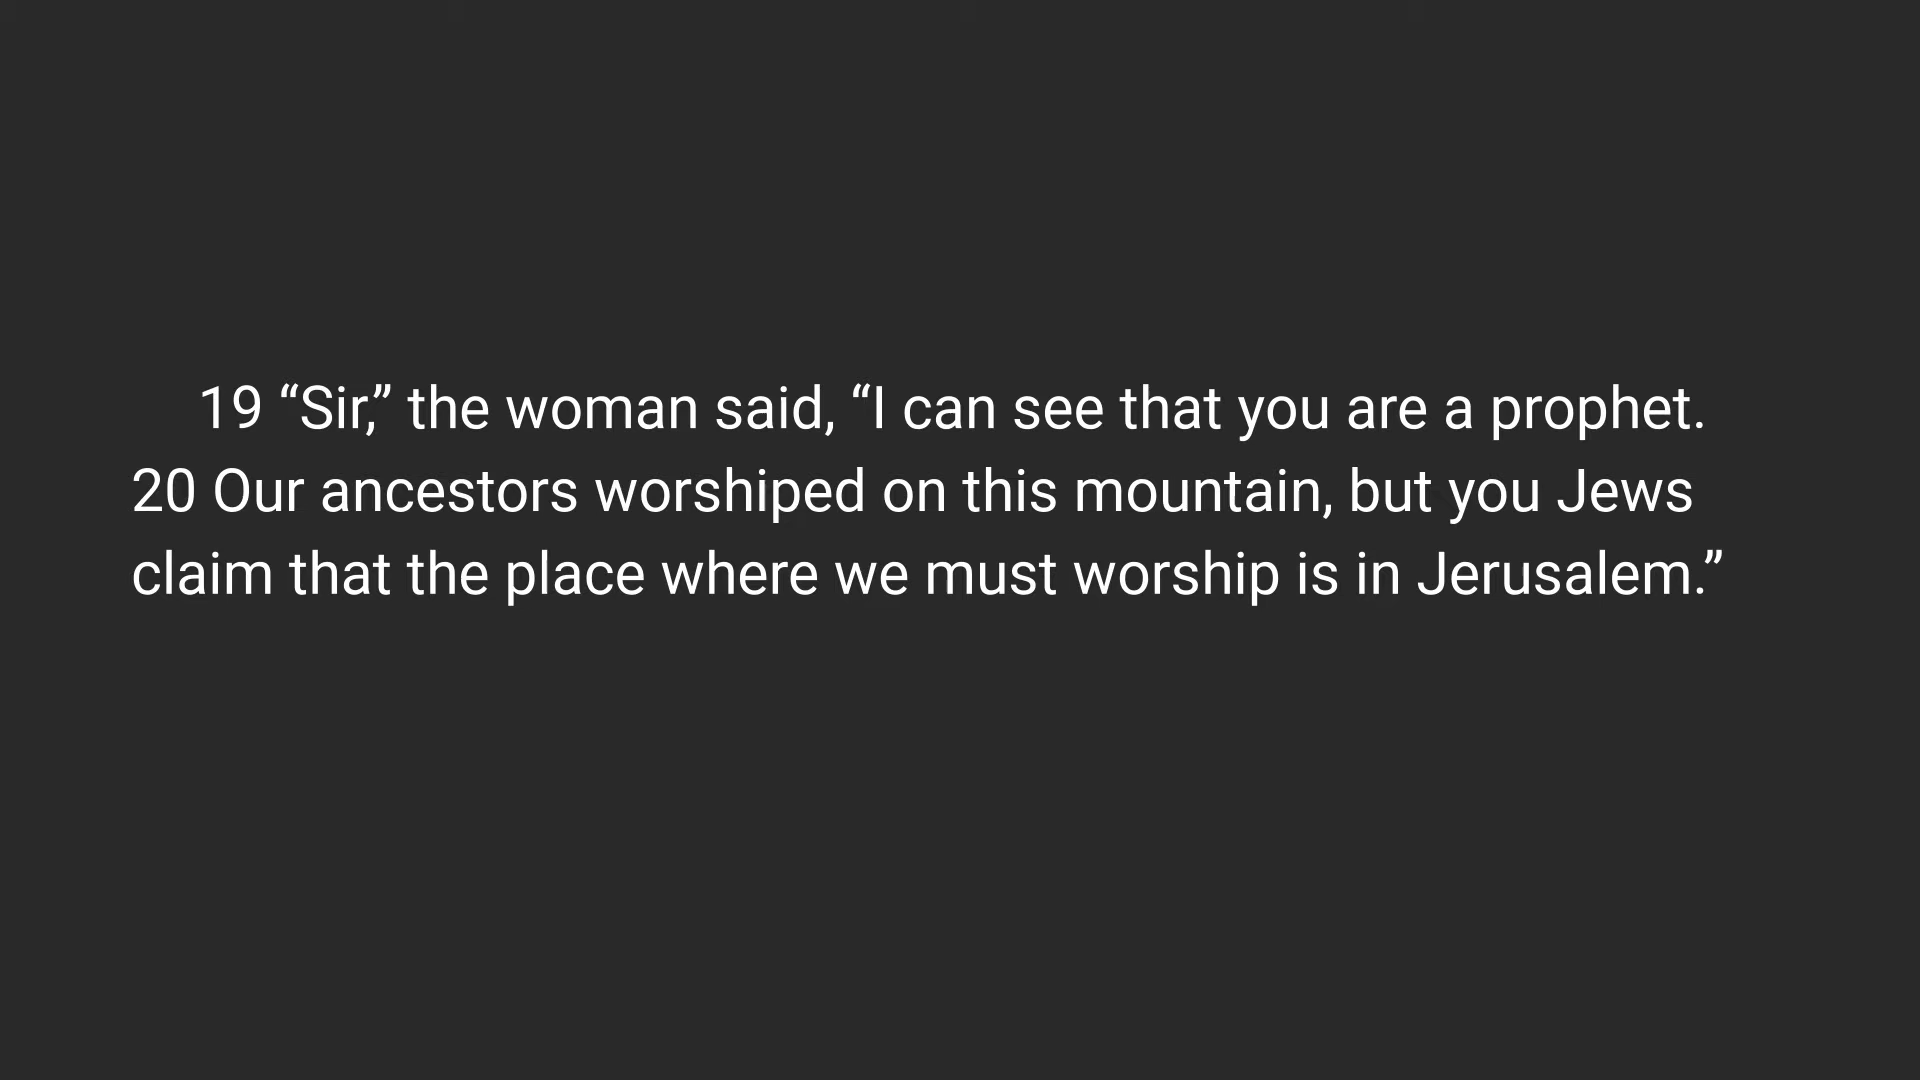 19 “Sir,” the woman said, “I can see that you are a prophet.
20 Our ancestors worshiped on this mountain, but you Jews
claim that the place where we must worship is in Jerusalem.”